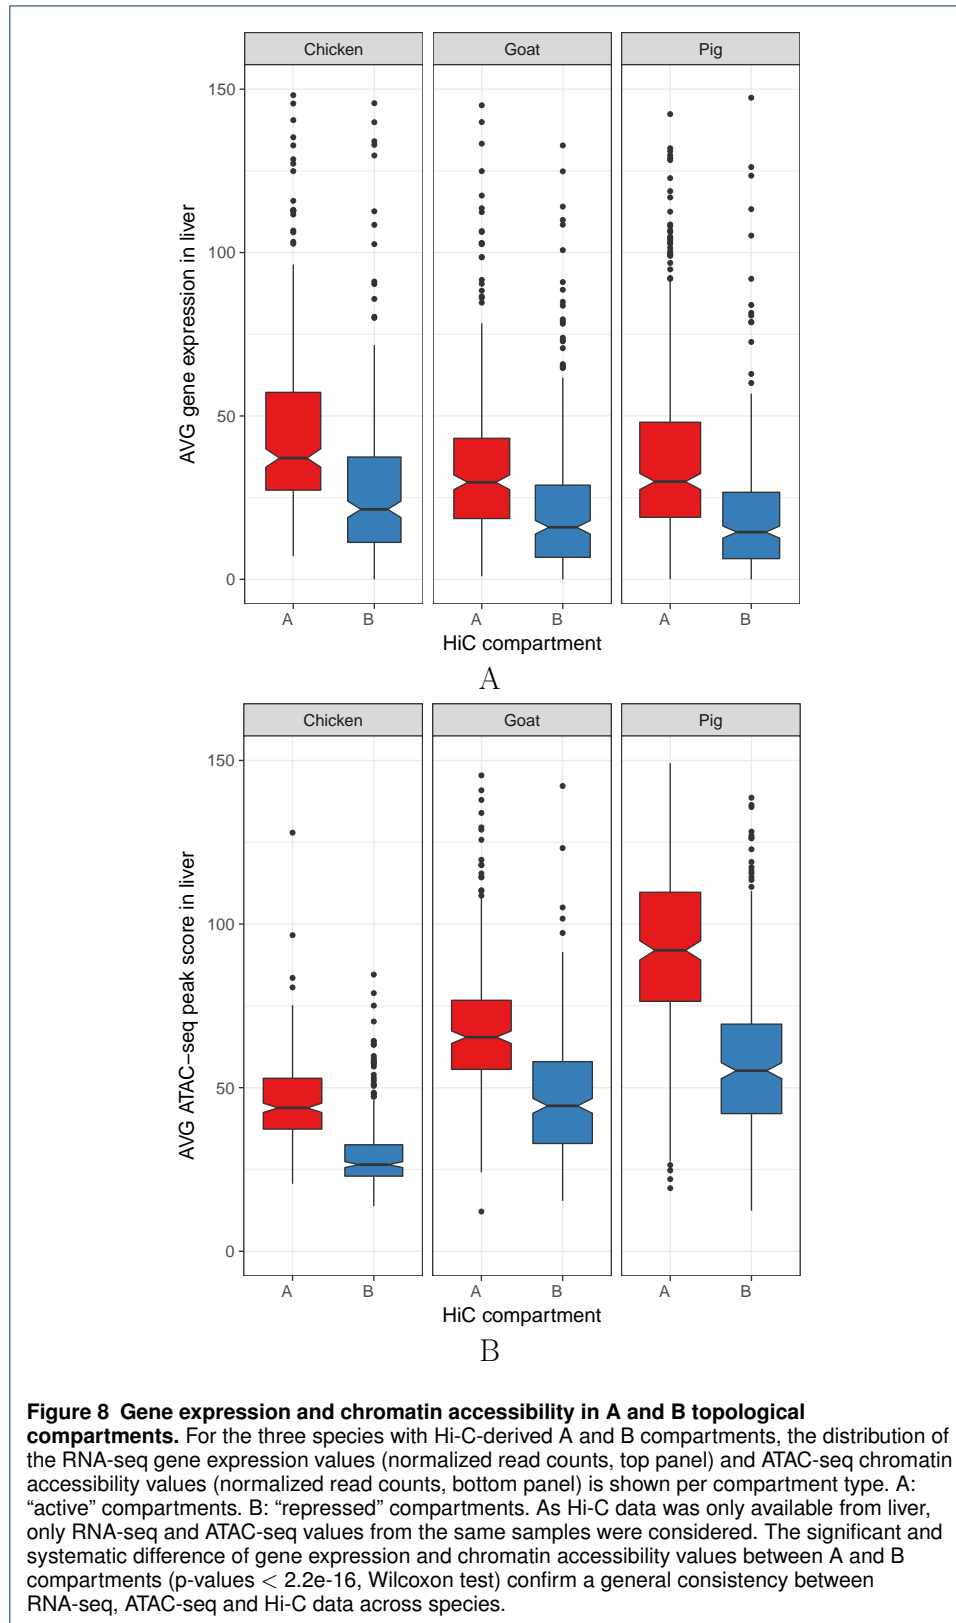 Chicken Goat Pig
150
100
50
0
AVG gene expression in liver
A B A B A B
HiC compartment
A
Chicken Goat Pig
150
100
50
0
AVG ATAC−seq peak score in liver
A B A B A B
HiC compartment
B
Figure 8 Gene expression and chromatin accessibility in A and B topological
compartments. For the three species with Hi-C-derived A and B compartments, the distribution of
the RNA-seq gene expression values (normalized read counts, top panel) and ATAC-seq chromatin
accessibility values (normalized read counts, bottom panel) is shown per compartment type. A:
“active” compartments. B: “repressed” compartments. As Hi-C data was only available from liver,
only RNA-seq and ATAC-seq values from the same samples were considered. The significant and
systematic difference of gene expression and chromatin accessibility values between A and B
compartments (p-values < 2.2e-16, Wilcoxon test) confirm a general consistency between
RNA-seq, ATAC-seq and Hi-C data across species.